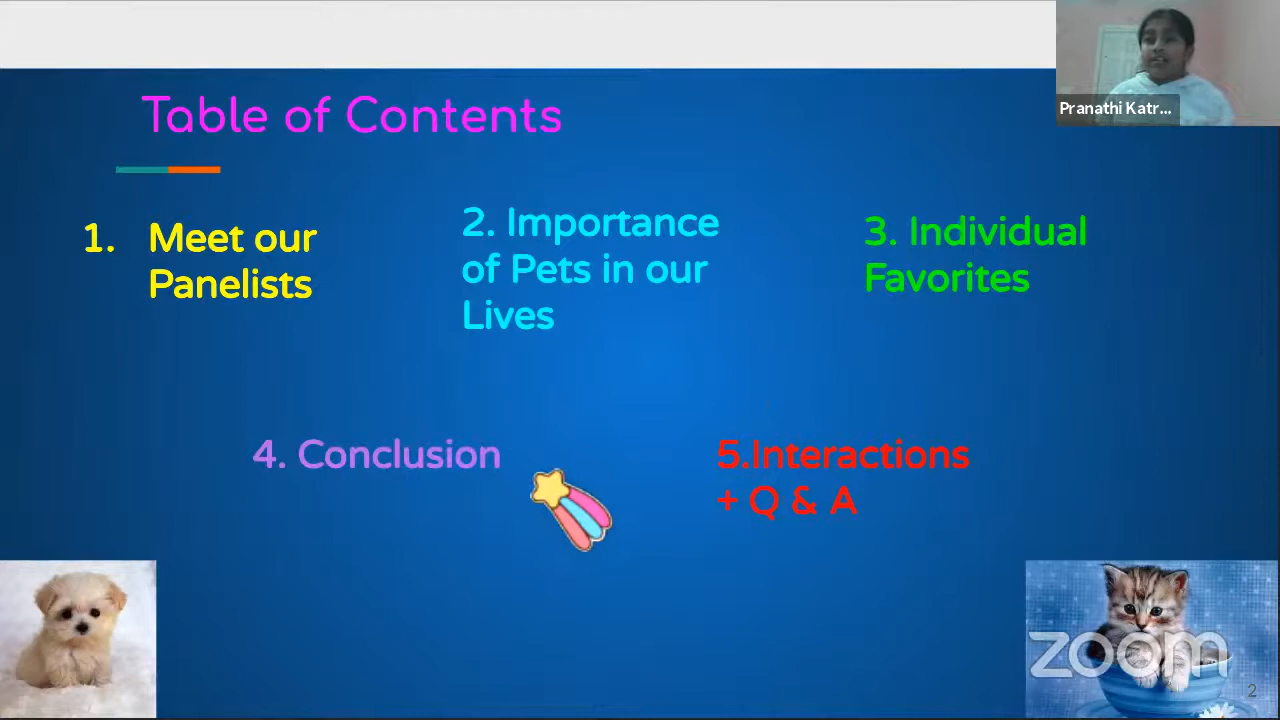 Table of Contents
Pranathi Katr...
1. Meet our
Panelists
2. Importance
of Pets in our
Lives
3. Individual
Favorites
4. Conclusion
5.Interactions
+ Q & A
zoom
2